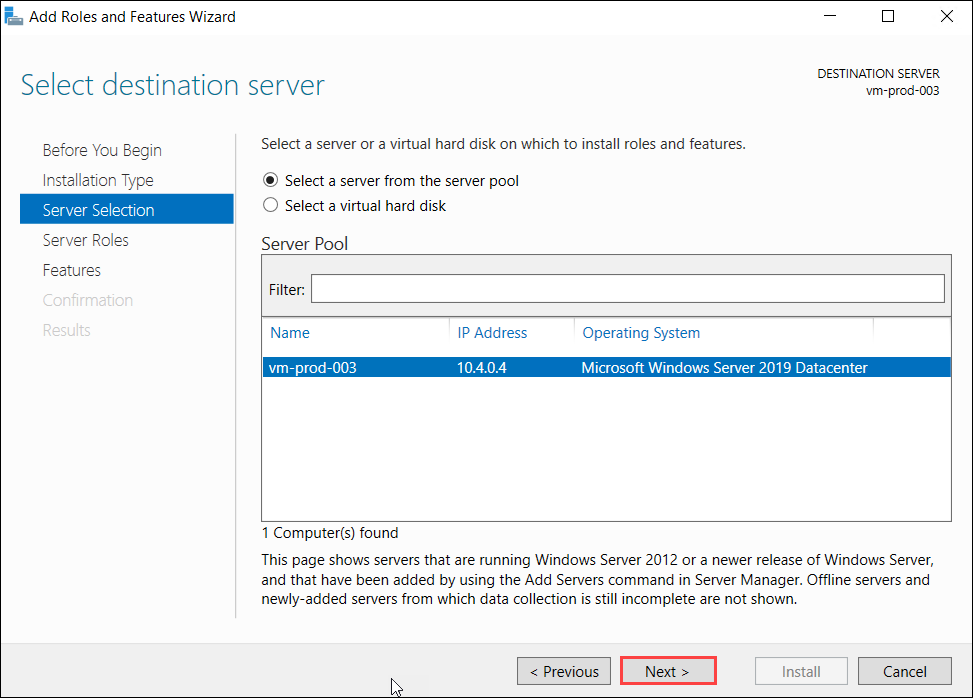 Add Roles and Features Wizard
Select destination server
DESTINATION SERVER
vm-prod-003
Before You Begin
Installation Type
Server Selection
Server Roles
Features
Confirmation
Results
Select a server or a virtual hard disk on which to install roles and features.
Select a server from the server pool
Select a virtual hard disk
Server Pool
Filter:
Name IP Address Operating System
vm-prod-003 10.4.0.4 Microsoft Windows Server 2019 Datacenter
1 Computer(s) found
This page shows servers that are running Windows Server 2012 or a newer release of Windows Server,
and that have been added by using the Add Servers command in Server Manager. Offline servers and
newly-added servers from which data collection is still incomplete are not shown.
< Previous Next > Install Cancel